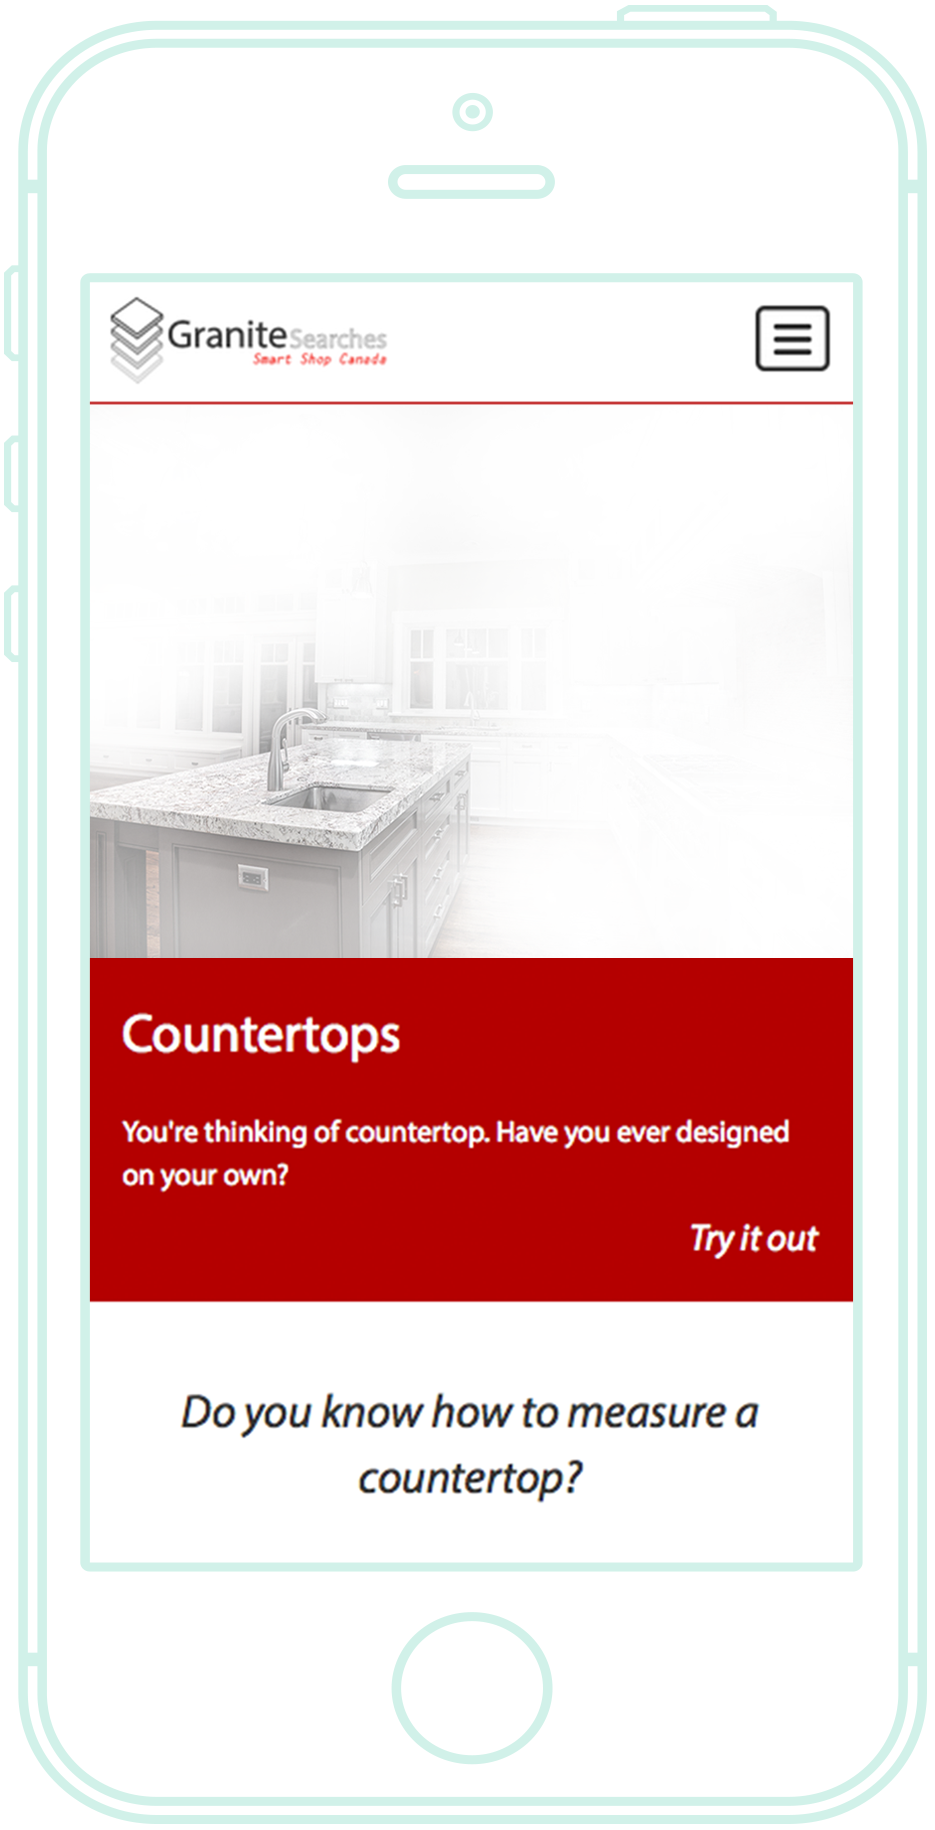 GraniteSearches
Smart Shop Canada
Countertops
You're thinking of countertop. Have you ever designed
on your own?
Try it out
Do you know how to measure a
countertop?